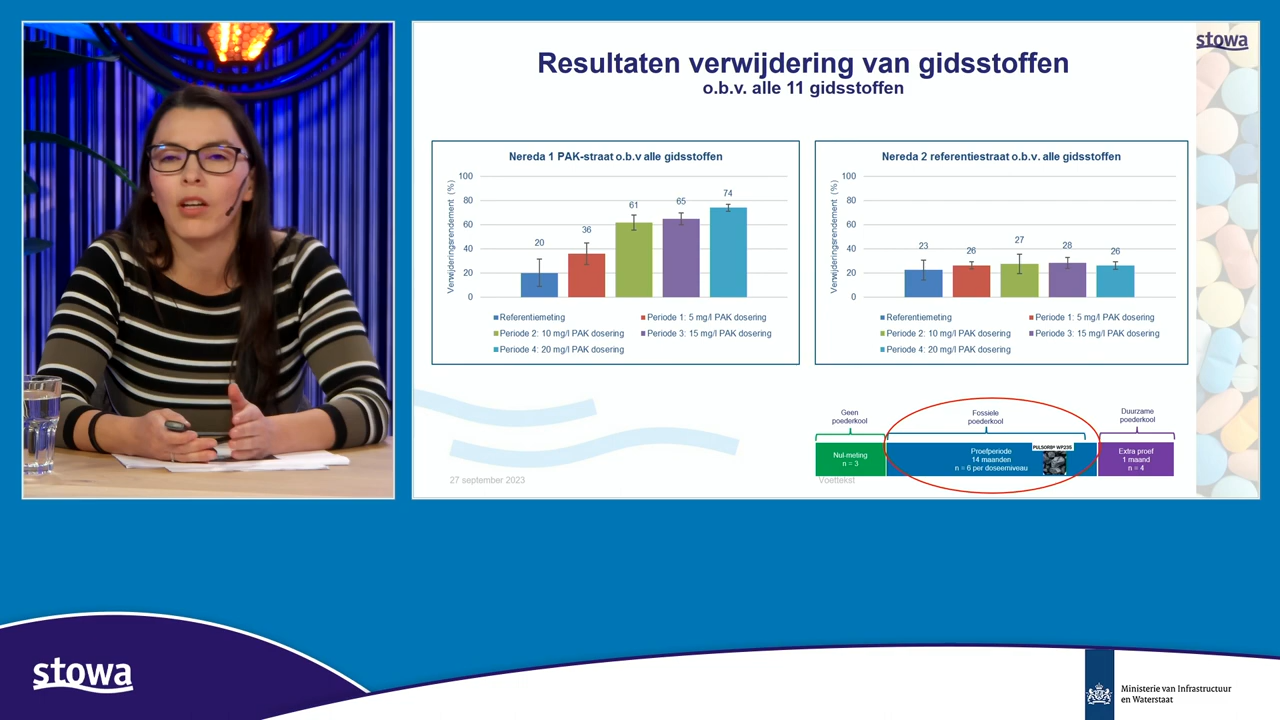 stowa
Resultaten verwijdering van gidsstoffen
o.b.v. alle 11 gidsstoffen
Nereda 1 PAK-straat o.b.v alle gidsstoffen
Verwijderingsrendement (%)
100
80
60
40
20
0
20
36
61
65
74
Referentiemeting
Periode 1: 5 mg/l PAK dosering
Periode 2: 10 mg/l PAK dosering
Periode 3: 15 mg/l PAK dosering
Periode 4: 20 mg/l PAK dosering
Nereda 2 referentiestraat o.b.v. alle gidsstoffen
Verwijderingsrendement (%)
100
80
60
40
20
0
23
26
27
28
26
Referentiemeting
Periode 1: 5 mg/l PAK dosering
Periode 2: 10 mg/l PAK dosering
Periode 3: 15 mg/l PAK dosering
Periode 4: 20 mg/l PAK dosering
Geen
poederkool
Fossiele
poederkool
Duurzame
poederkool
Nul-meting
n = 3
Proefperiode
14 maanden
n = 6 per doseerniveau
PULSORB WP235
Extra proef
1 maand
n = 4
27 september 2023
Voettekst
stowa
Ministerie van Infrastructuur
en Waterstaat